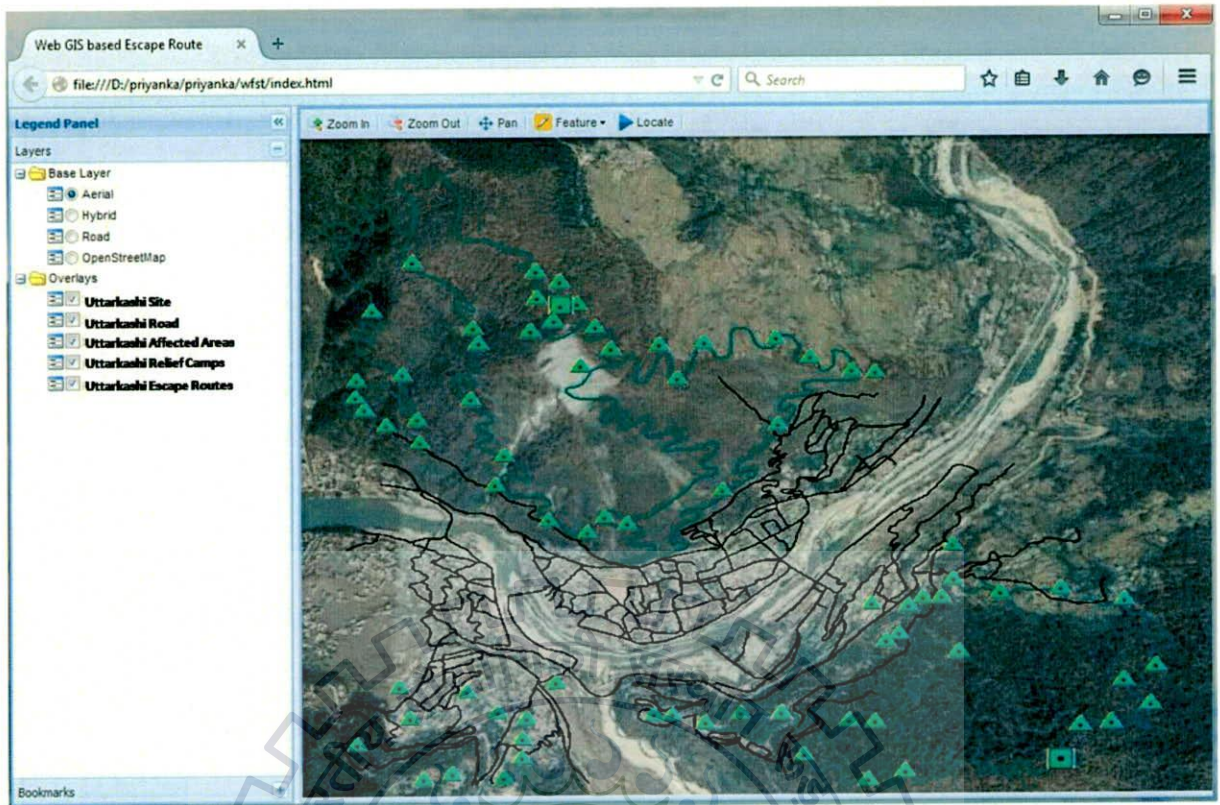 Web GIS based Escape Route
file:///D:/priyanka/priyanka/wfst/index.html
Search
Legend Panel
Zoom In Zoom Out Pan Feature Locate
Layers
Base Layer
Aerial
Hybrid
Road
OpenStreetMap
Overlays
Uttarkashi Site
Uttarkashi Road
Uttarkashi Affected Areas
Uttarkashi Relief Camps
Uttarkashi Escape Routes
Bookmarks